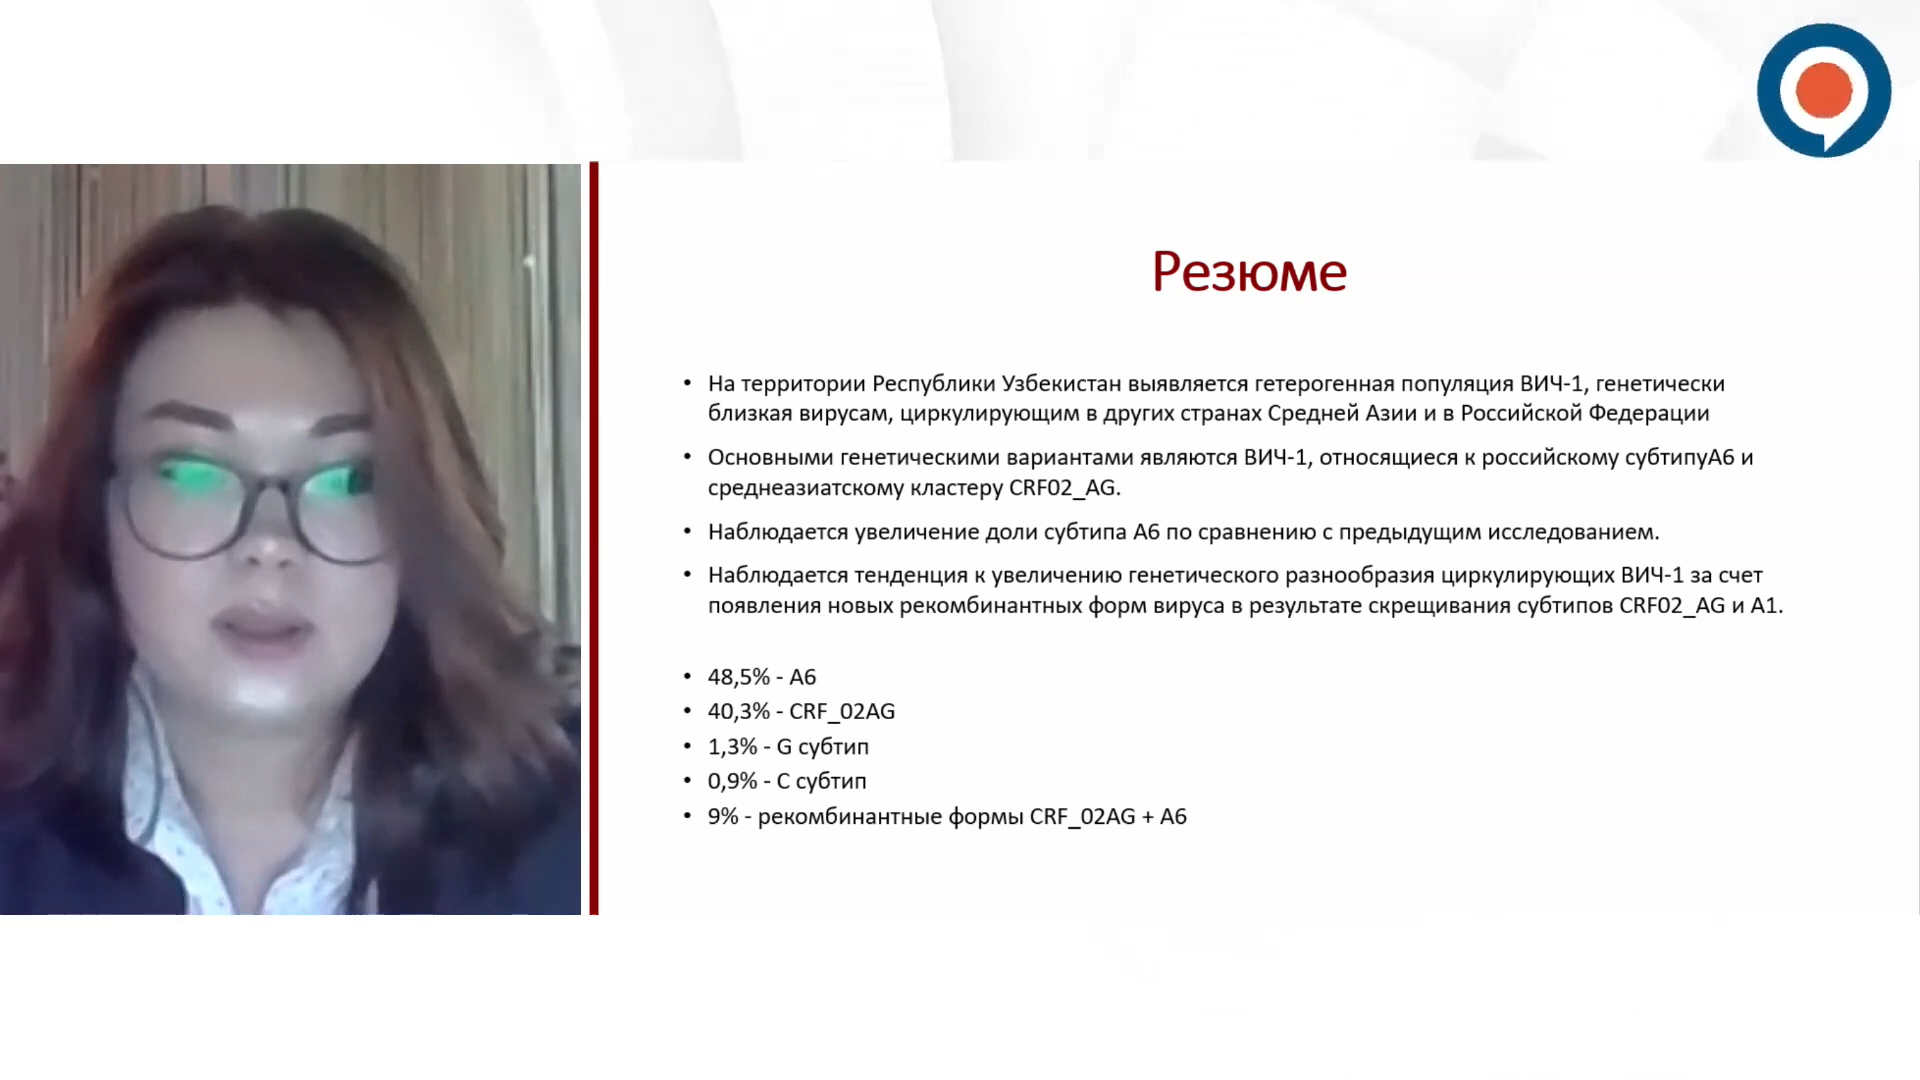 Резюме
• На территории Республики Узбекистан выявляется гетерогенная популяция ВИЧ-1, генетически
близкая вирусам, циркулирующим в других странах Средней Азии и в Российской Федерации
• Основными генетическими вариантами являются ВИЧ-1, относящиеся к российскому субтипуА6 и
среднеазиатскому кластеру CRF02_AG.
• Наблюдается увеличение доли субтипа А6 по сравнению с предыдущим исследованием.
• Наблюдается тенденция к увеличению генетического разнообразия циркулирующих ВИЧ-1 за счет
появления новых рекомбинантных форм вируса в результате скрещивания субтипов CRF02_AG и А1.
• 48,5% - А6
• 40,3% - CRF_02AG
• 1,3% - G субтип
• 0,9% - С субтип
• 9% - рекомбинантные формы CRF_02AG + А6